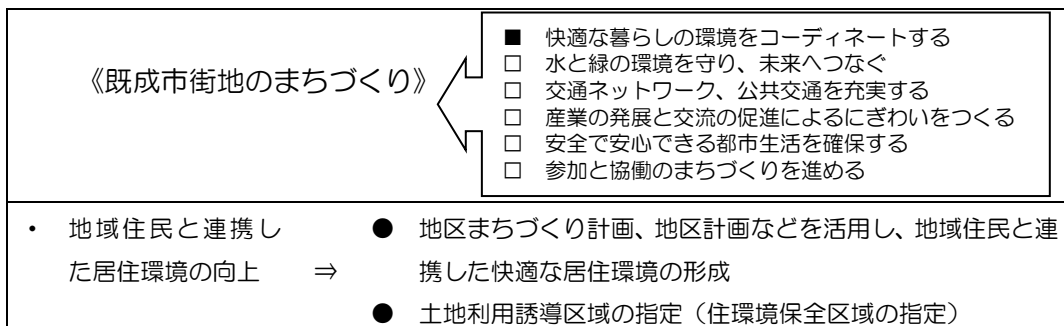 《既成市街地のまちづくり》
■ 快適な暮らしの環境をコーディネートする
□ 水と緑の環境を守り、未来へつなぐ
□ 交通ネットワーク、公共交通を充実する
□ 産業の発展と交流の促進によるにぎわいをつくる
□ 安全で安心できる都市生活を確保する
□ 参加と協働のまちづくりを進める
・ 地域住民と連携し
た居住環境の向上 ⇒
● 地区まちづくり計画、地区計画などを活用し、地域住民と連
携した快適な居住環境の形成
● 土地利用誘導区域の指定（住環境保全区域の指定）